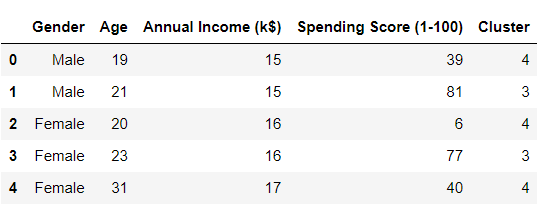 Gender Age Annual Income (k$) Spending Score (1-100) Cluster
0 Male 19 15 39 4
1 Male 21 15 81 3
2 Female 20 16 6 4
3 Female 23 16 77 3
4 Female 31 17 40 4